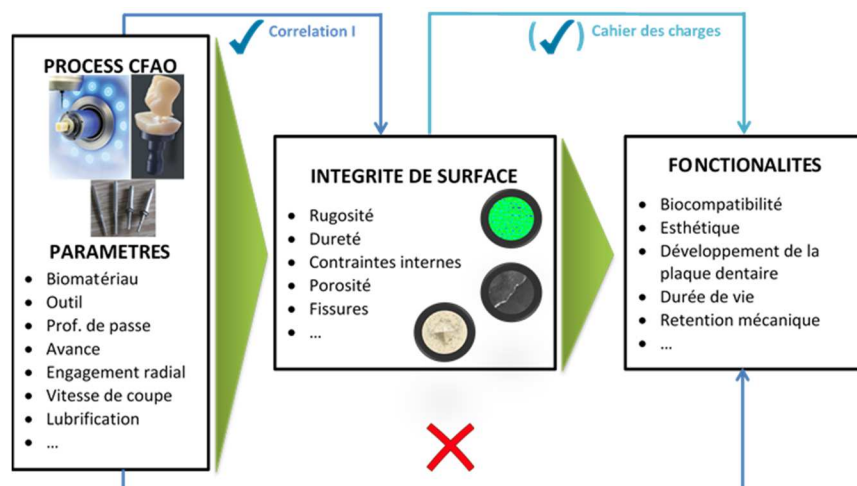 Correlation I
Cahier des charges
PROCESS CFAO
PARAMETRES
• Biomatériau
• Outil
• Prof. de passe
• Avance
• Engagement radial
• Vitesse de coupe
• Lubrification
• ...
INTEGRITE DE SURFACE
• Rugosité
• Dureté
• Contraintes internes
• Porosité
• Fissures
• ...
FONCTIONALITES
• Biocompatibilité
• Esthétique
• Développement de la
plaque dentaire
• Durée de vie
• Retention mécanique
• ...